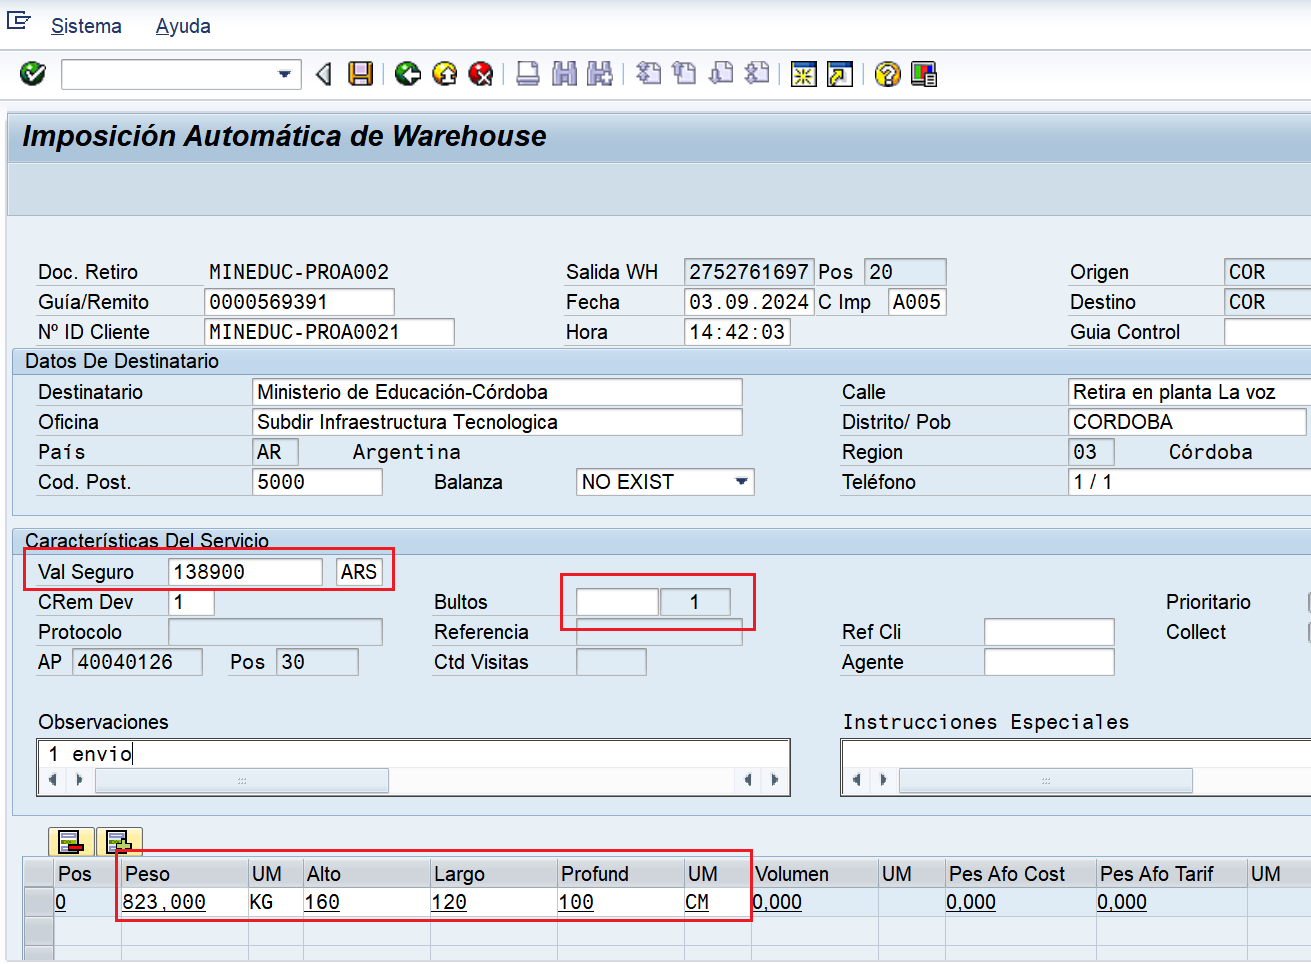 Sistema Ayuda
Imposición Automática de Warehouse
Doc. Retiro MINEDUC-PROA002 Salida WH 2752761697 Pos 20 Origen COR
Guía/Remito 0000569391 Fecha 03.09.2024 C Imp A005 Destino COR
Nº ID Cliente MINEDUC-PROA0021 Hora 14:42:03 Guia Control
Datos De Destinatario
Destinatario Ministerio de Educación-Córdoba Calle Retira en planta La voz
Oficina Subdir Infraestructura Tecnologica Distrito/ Pob CORDOBA
País AR Argentina Region 03 Córdoba
Cod. Post. 5000 Balanza NO EXIST Teléfono 1 / 1
Características Del Servicio
Val Seguro 138900 ARS
CRem Dev 1 Bultos 1 Prioritario
Protocolo Referencia Ref Cli Collect
AP 40040126 Pos 30 Ctd Visitas Agente
Observaciones Instrucciones Especiales
1 envio
Pos Peso UM Alto Largo Profund UM Volumen UM Pes Afo Cost Pes Afo Tarif UM
0 823,000 KG 160 120 100 CM 0,000 0,000 0,000